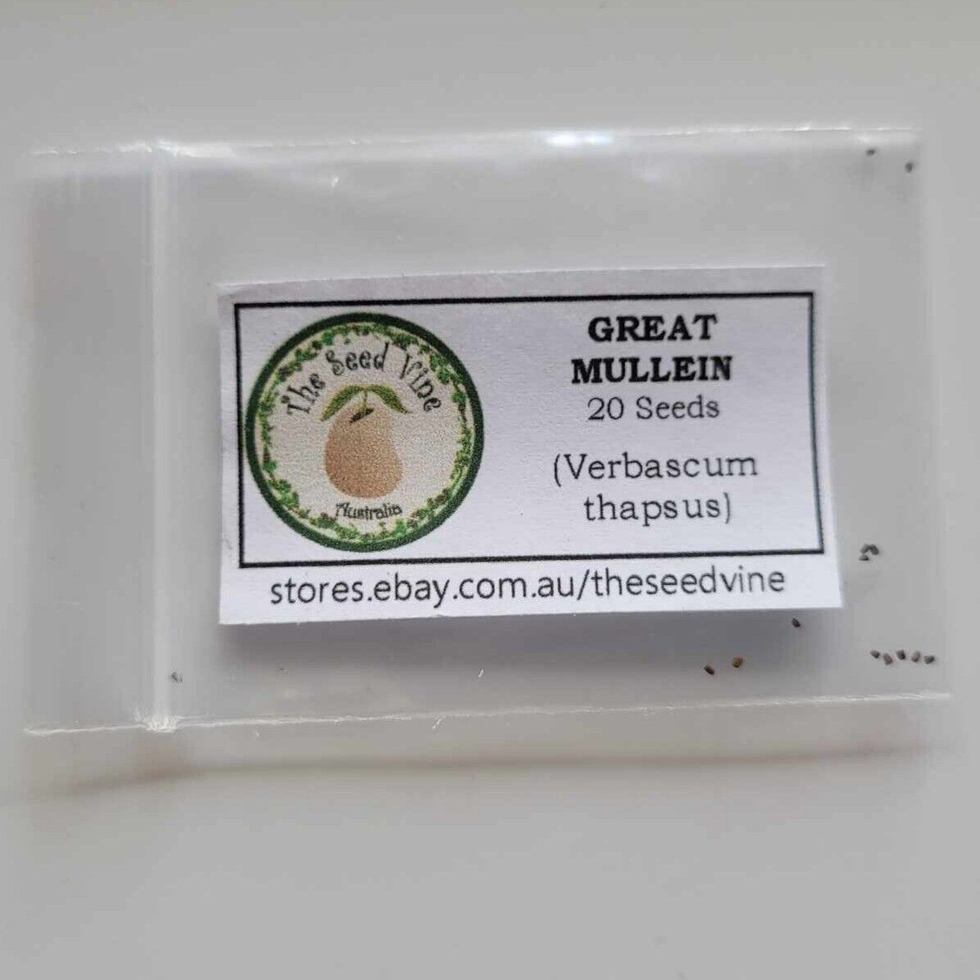 The Seed Vine
Australia
GREAT
MULLEIN
20 Seeds
(Verbascum
thapsus)
stores.ebay.com.au/theseedvine